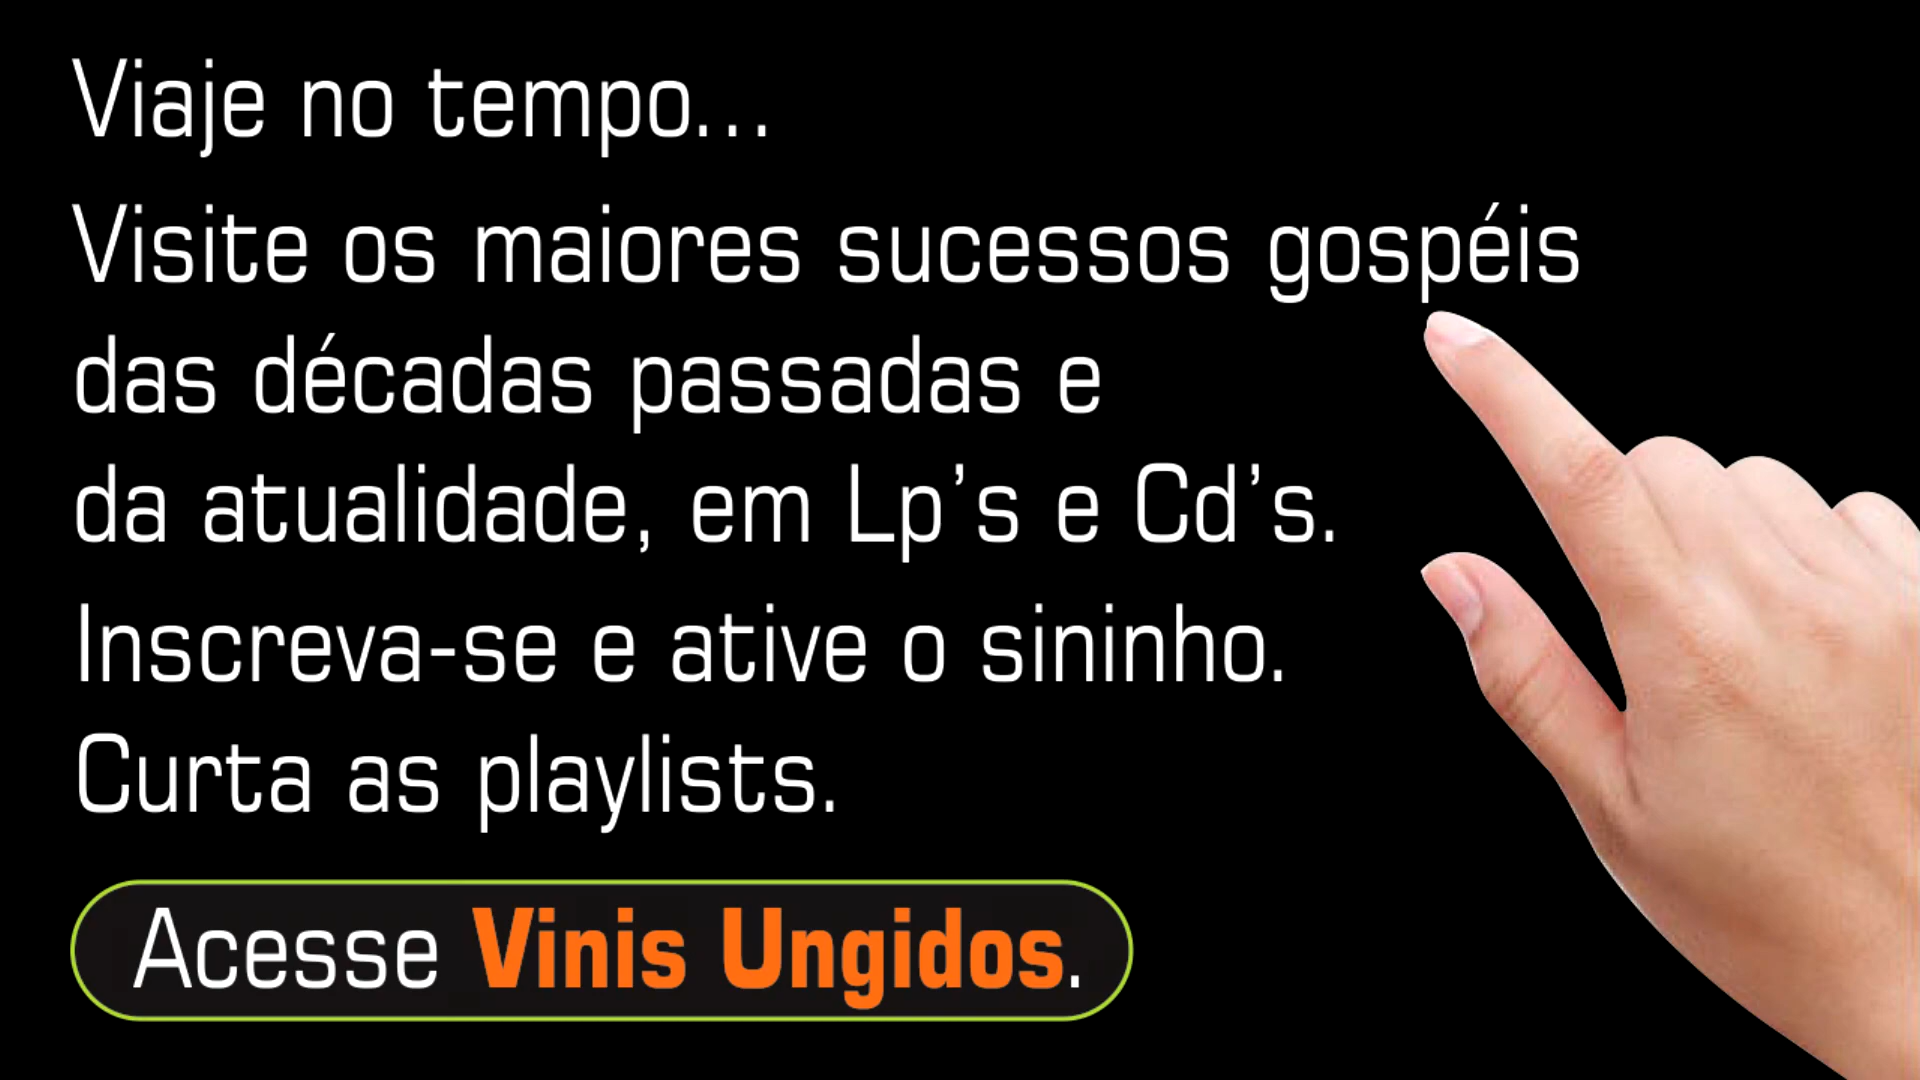 Viaje no tempo...
Visite os maiores sucessos gospéis
das décadas passadas e
da atualidade, em Lp’s e Cd’s.
Inscreva-se e ative o sininho.
Curta as playlists.
Acesse Vinis Ungidos.